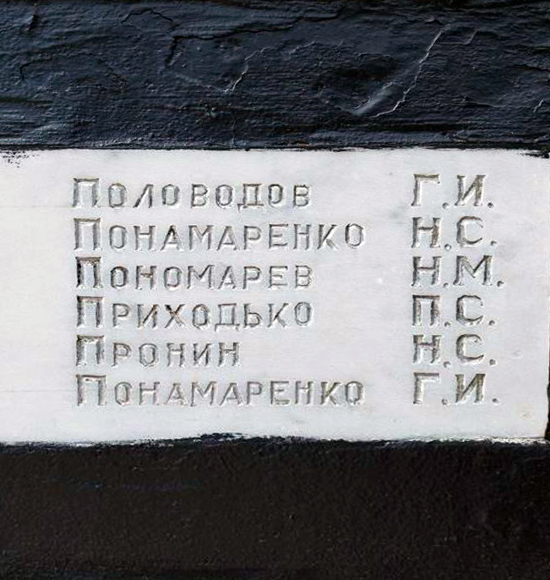 Половодов Г.И.
Понамаренко Н.С.
Пономарев Н.М.
Приходько П.С.
Пронин Н.С.
Понамаренко Г.И.